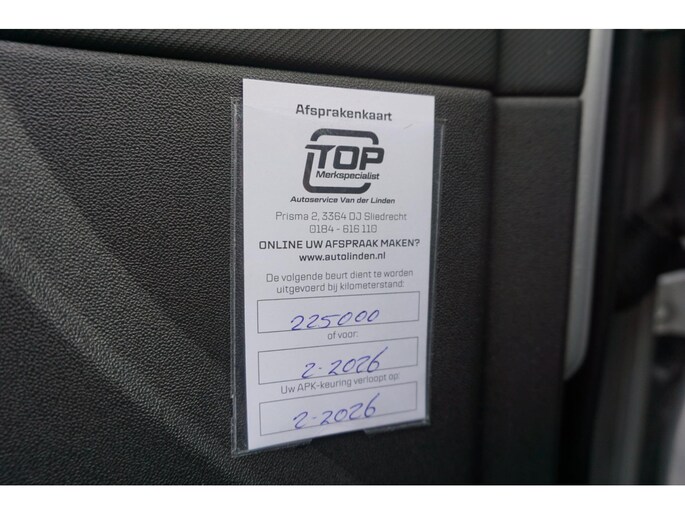 Afsprakenkaart
TOP
Merkspecialist
Autoservice Van der Linden
Prisma 2, 3364 DJ Sliedrecht
0184 - 616 110
ONLINE UW AFSPRAAK MAKEN?
www.autolinden.nl
De volgende beurt dient te worden
uitgevoerd bij kilometerstand:
225000
of voor:
2-2026
Uw APK-keuring verloopt op:
2-2026